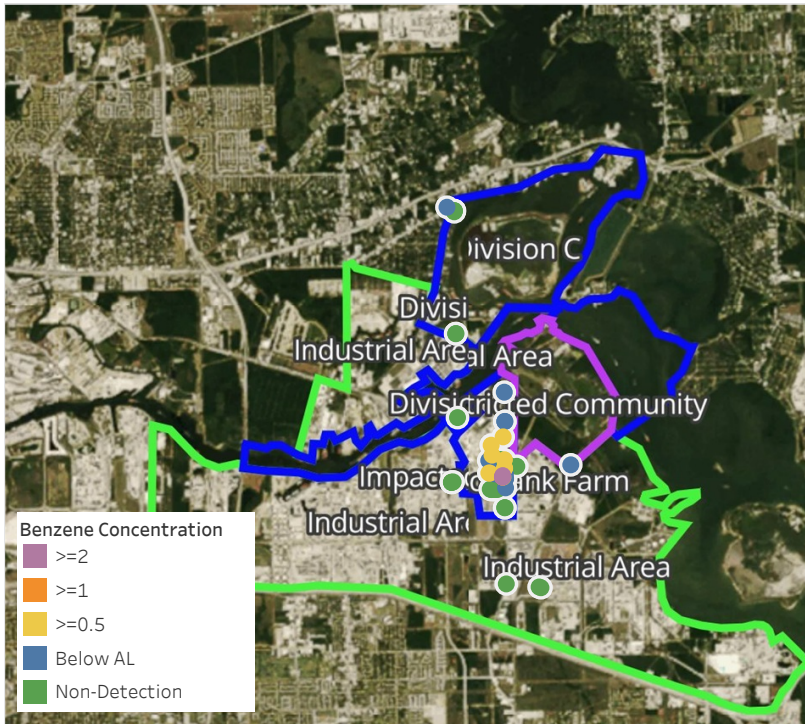 Division C
Divisi
Industrial Area
al Area
Divisi
ed Community
Impact
Tank Farm
Industrial Are
Industrial Area
Benzene Concentration
>=2
>=1
>=0.5
Below AL
Non-Detection